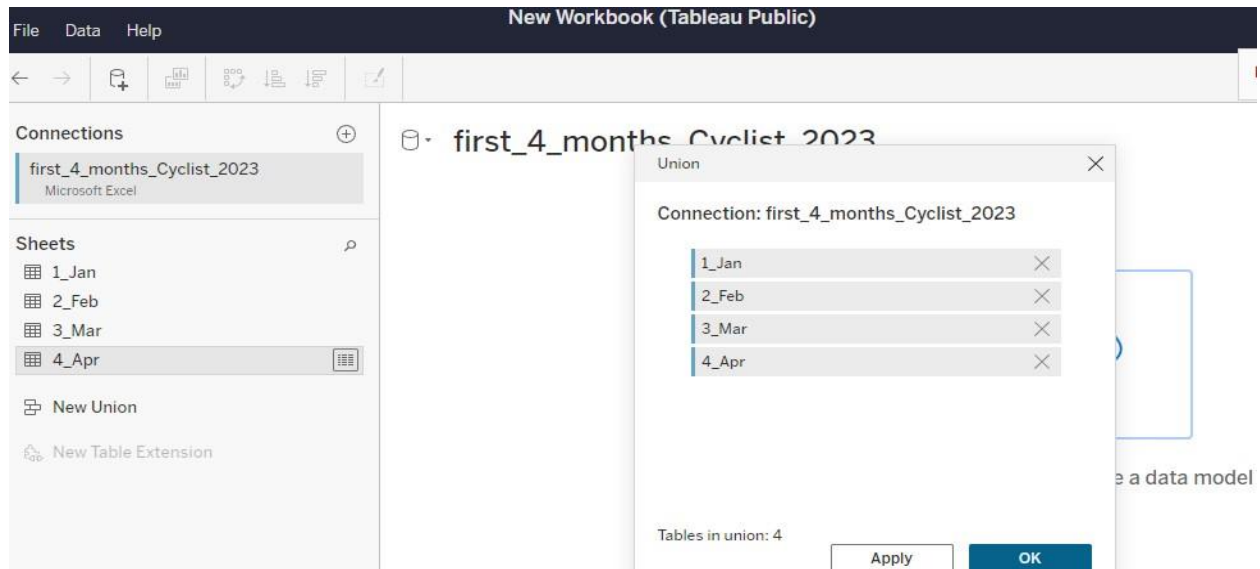 New Workbook (Tableau Public)
File Data Help
Connections
first_4_months_Cyclist_2023
Microsoft Excel
Sheets
1_Jan
2_Feb
3_Mar
4_Apr
New Union
New Table Extension
first_4_months_Cyclist_2023
Union
Connection: first_4_months_Cyclist_2023
1_Jan
2_Feb
3_Mar
4_Apr
a data model
Tables in union: 4
Apply OK